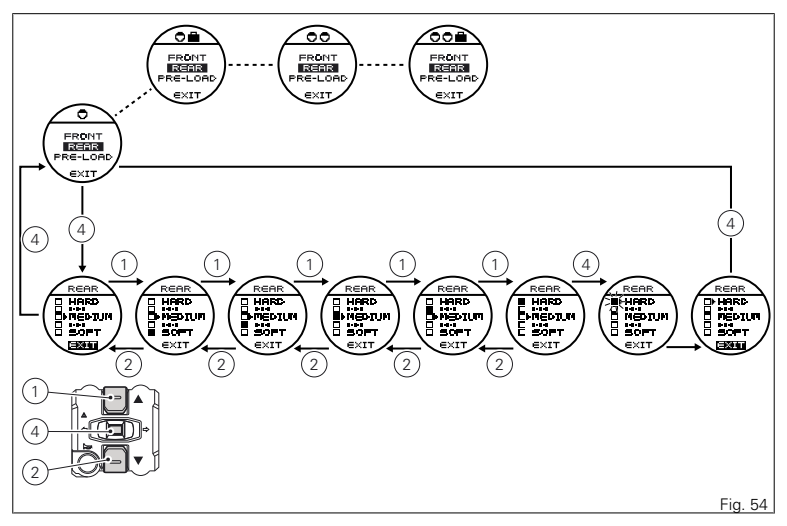 FRONT
REAR
PRE-LOAD
EXIT
FRONT
REAR
PRE-LOAD
EXIT
FRONT
REAR
PRE-LOAD
EXIT
FRONT
REAR
PRE-LOAD
EXIT
4
4
4
1
1
1
1
1
4
REAR
HARD
MEDIUM
SOFT
EXIT
REAR
HARD
MEDIUM
SOFT
EXIT
REAR
HARD
MEDIUM
SOFT
EXIT
REAR
HARD
MEDIUM
SOFT
EXIT
REAR
HARD
MEDIUM
SOFT
EXIT
REAR
HARD
MEDIUM
SOFT
EXIT
REAR
HARD
MEDIUM
SOFT
EXIT
REAR
HARD
MEDIUM
SOFT
EXIT
2
2
2
2
2
1
4
2
Fig. 54